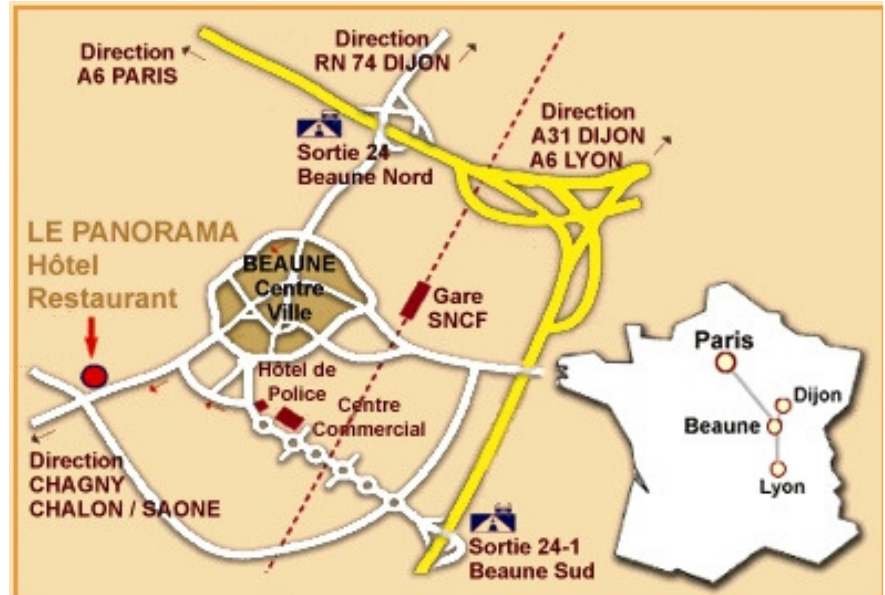 Direction
A6 PARIS
Direction
RN 74 DIJON
Direction
A31 DIJON
A6 LYON
Sortie 24
Beaune Nord
LE PANORAMA
Hôtel
Restaurant
BEAUNE
Centre
Ville
Gare
SNCF
Hôtel de
Police
Centre
Commercial
Direction
CHAGNY
CHALON / SAONE
Sortie 24-1
Beaune Sud
Paris
Dijon
Beaune
Lyon